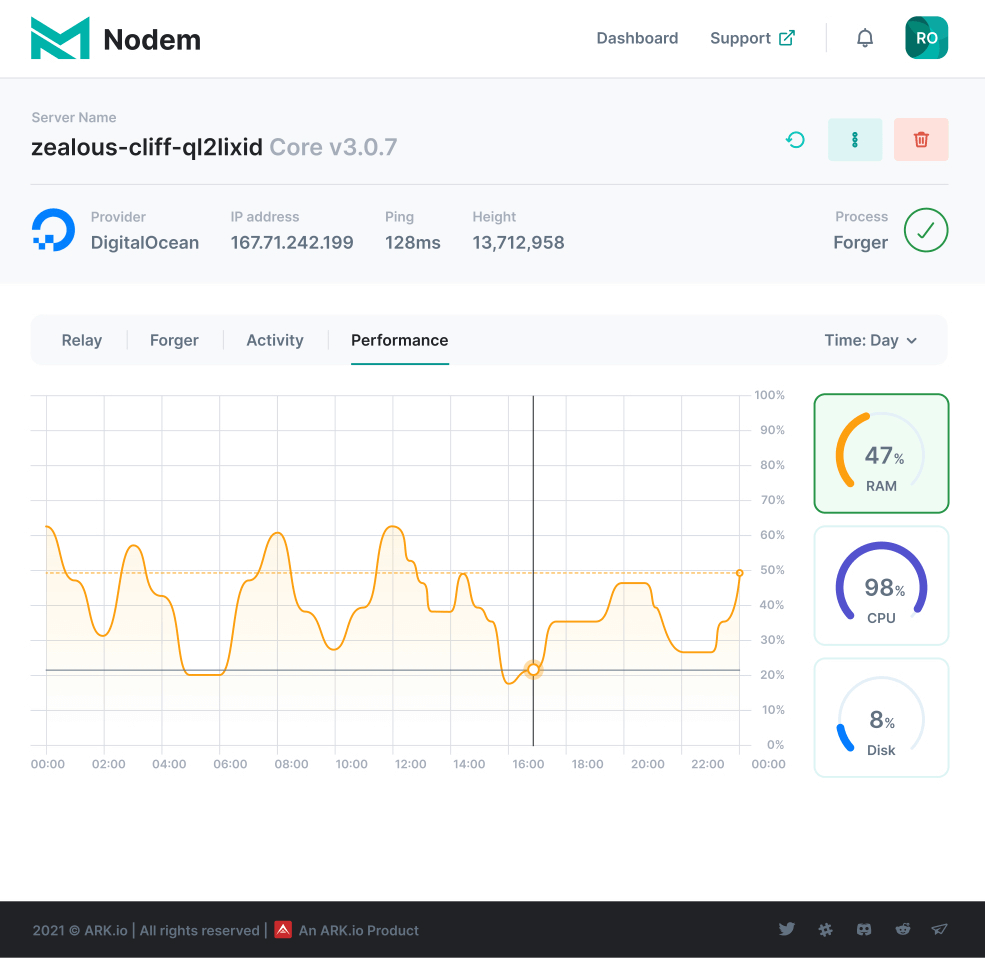 Nodem
Dashboard Support RO
Server Name
zealous-cliff-ql2lixid Core v3.0.7
Provider IP address Ping Height Process
DigitalOcean 167.71.242.199 128ms 13,712,958 Forger
Relay Forger Activity Performance Time: Day
100%
90%
80%
70%
60%
50%
40%
30%
20%
10%
0%
00:00 02:00 04:00 06:00 08:00 10:00 12:00 14:00 16:00 18:00 20:00 22:00 00:00
47%
RAM
98%
CPU
8%
Disk
2021 © ARK.io | All rights reserved | An ARK.io Product